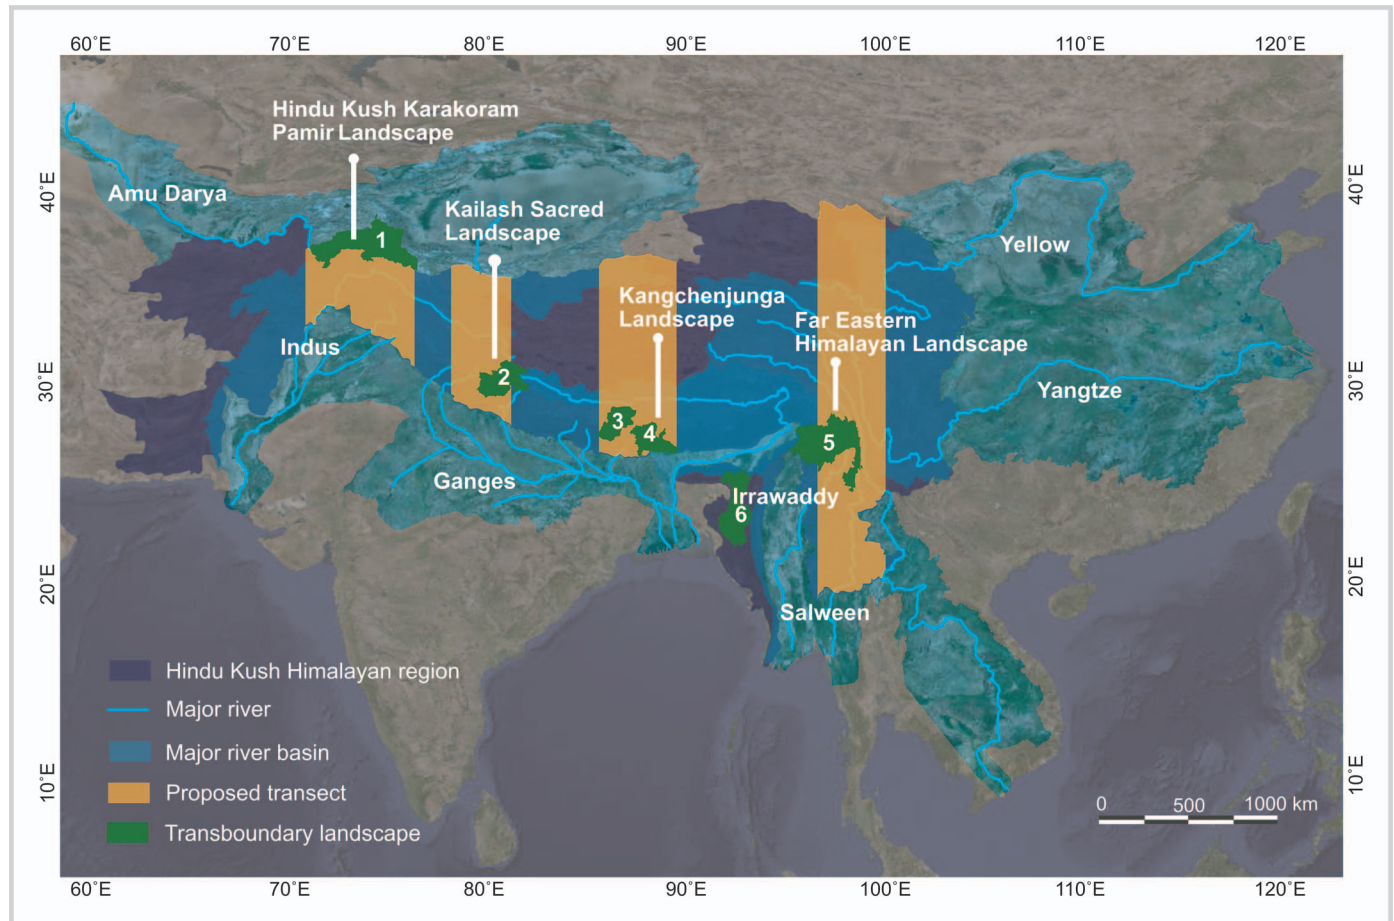 60˚E 70˚E 80˚E 90˚E 100˚E 110˚E 120˚E
Hindu Kush Karakoram
Pamir Landscape
40˚E
40˚E
Amu Darya
Kailash Sacred
Landscape
1
Yellow
Kangchenjunga
Landscape
Far Eastern
Himalayan Landscape
Indus
30˚E
30˚E
2
Yangtze
3
4
5
Ganges
Irrawaddy
6
20˚E
20˚E
Salween
Hindu Kush Himalayan region
Major river
Major river basin
Proposed transect
Transboundary landscape
10˚E
10˚E
0 500 1000 km
60˚E 70˚E 80˚E 90˚E 100˚E 110˚E 120˚E